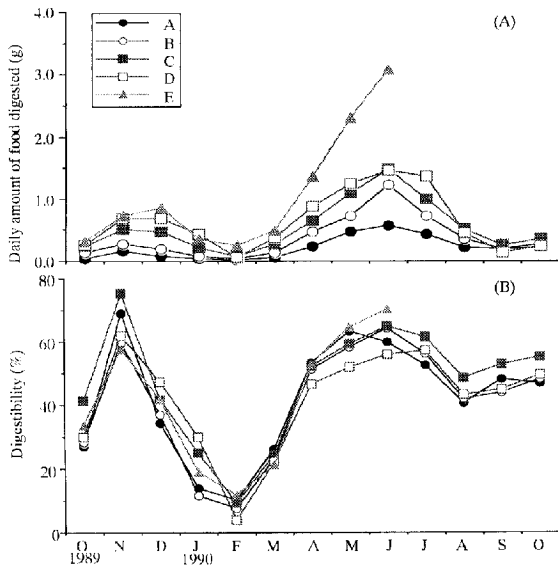 (A)
A
B
C
D
E
Daily amount of food digested (g)
4.0
3.0
2.0
1.0
0.0
(B)
Digestibility (%)
80
60
40
20
0
O N D J F M A M J J A S O
1989 1990